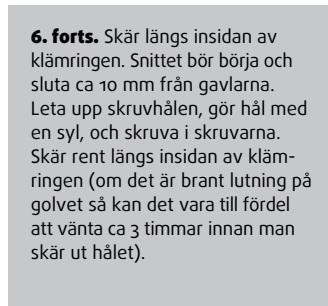 6. forts. Skär längs insidan av
klämringen. Snittet bör börja och
sluta ca 10 mm från gavlarna.
Leta upp skruvhålen, gör hål med
en syl, och skruva i skruvarna.
Skär rent längs insidan av kläm-
ringen (om det är brant lutning på
golvet så kan det vara till fördel
att vänta ca 3 timmar innan man
skär ut hålet).